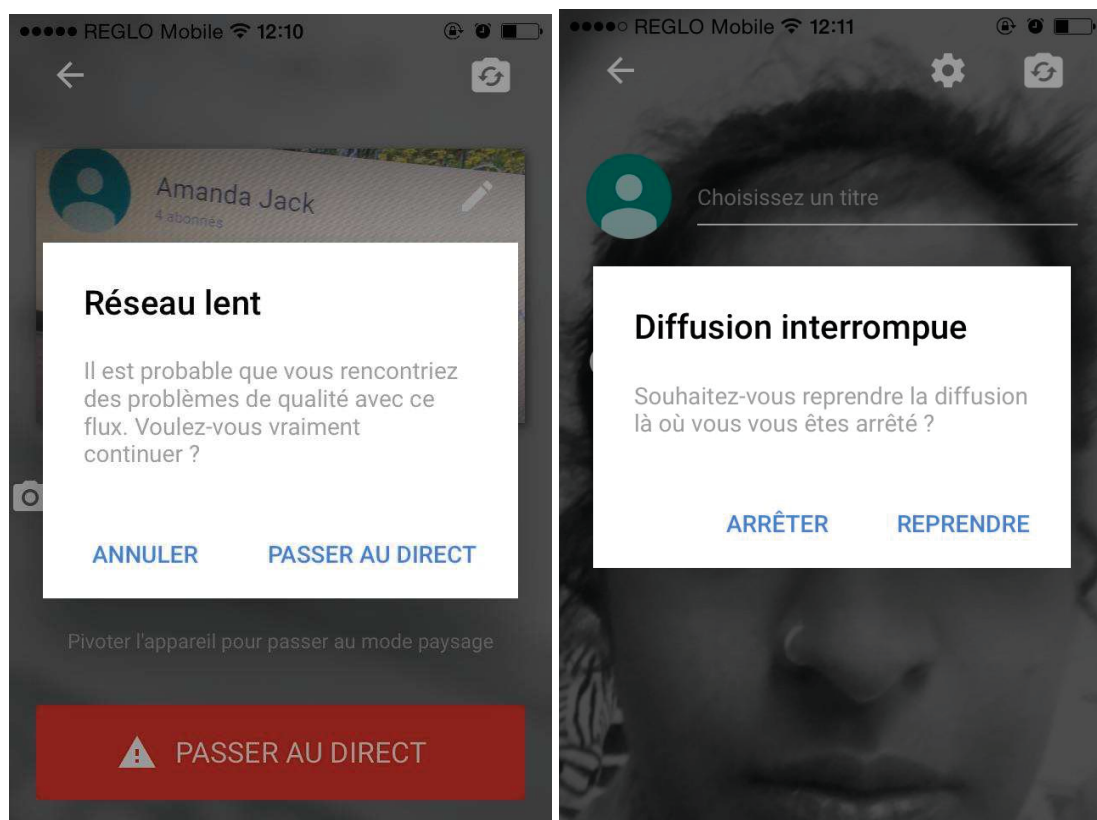 REGLO Mobile 12:10
Amanda Jack
4 abonnés
Réseau lent
Il est probable que vous rencontriez
des problèmes de qualité avec ce
flux. Voulez-vous vraiment
continuer ?
ANNULER PASSER AU DIRECT
Pivoter l'appareil pour passer au mode paysage
PASSER AU DIRECT
REGLO Mobile 12:11
Choisissez un titre
Diffusion interrompue
Souhaitez-vous reprendre la diffusion
là où vous vous êtes arrêté ?
ARRÊTER REPRENDRE